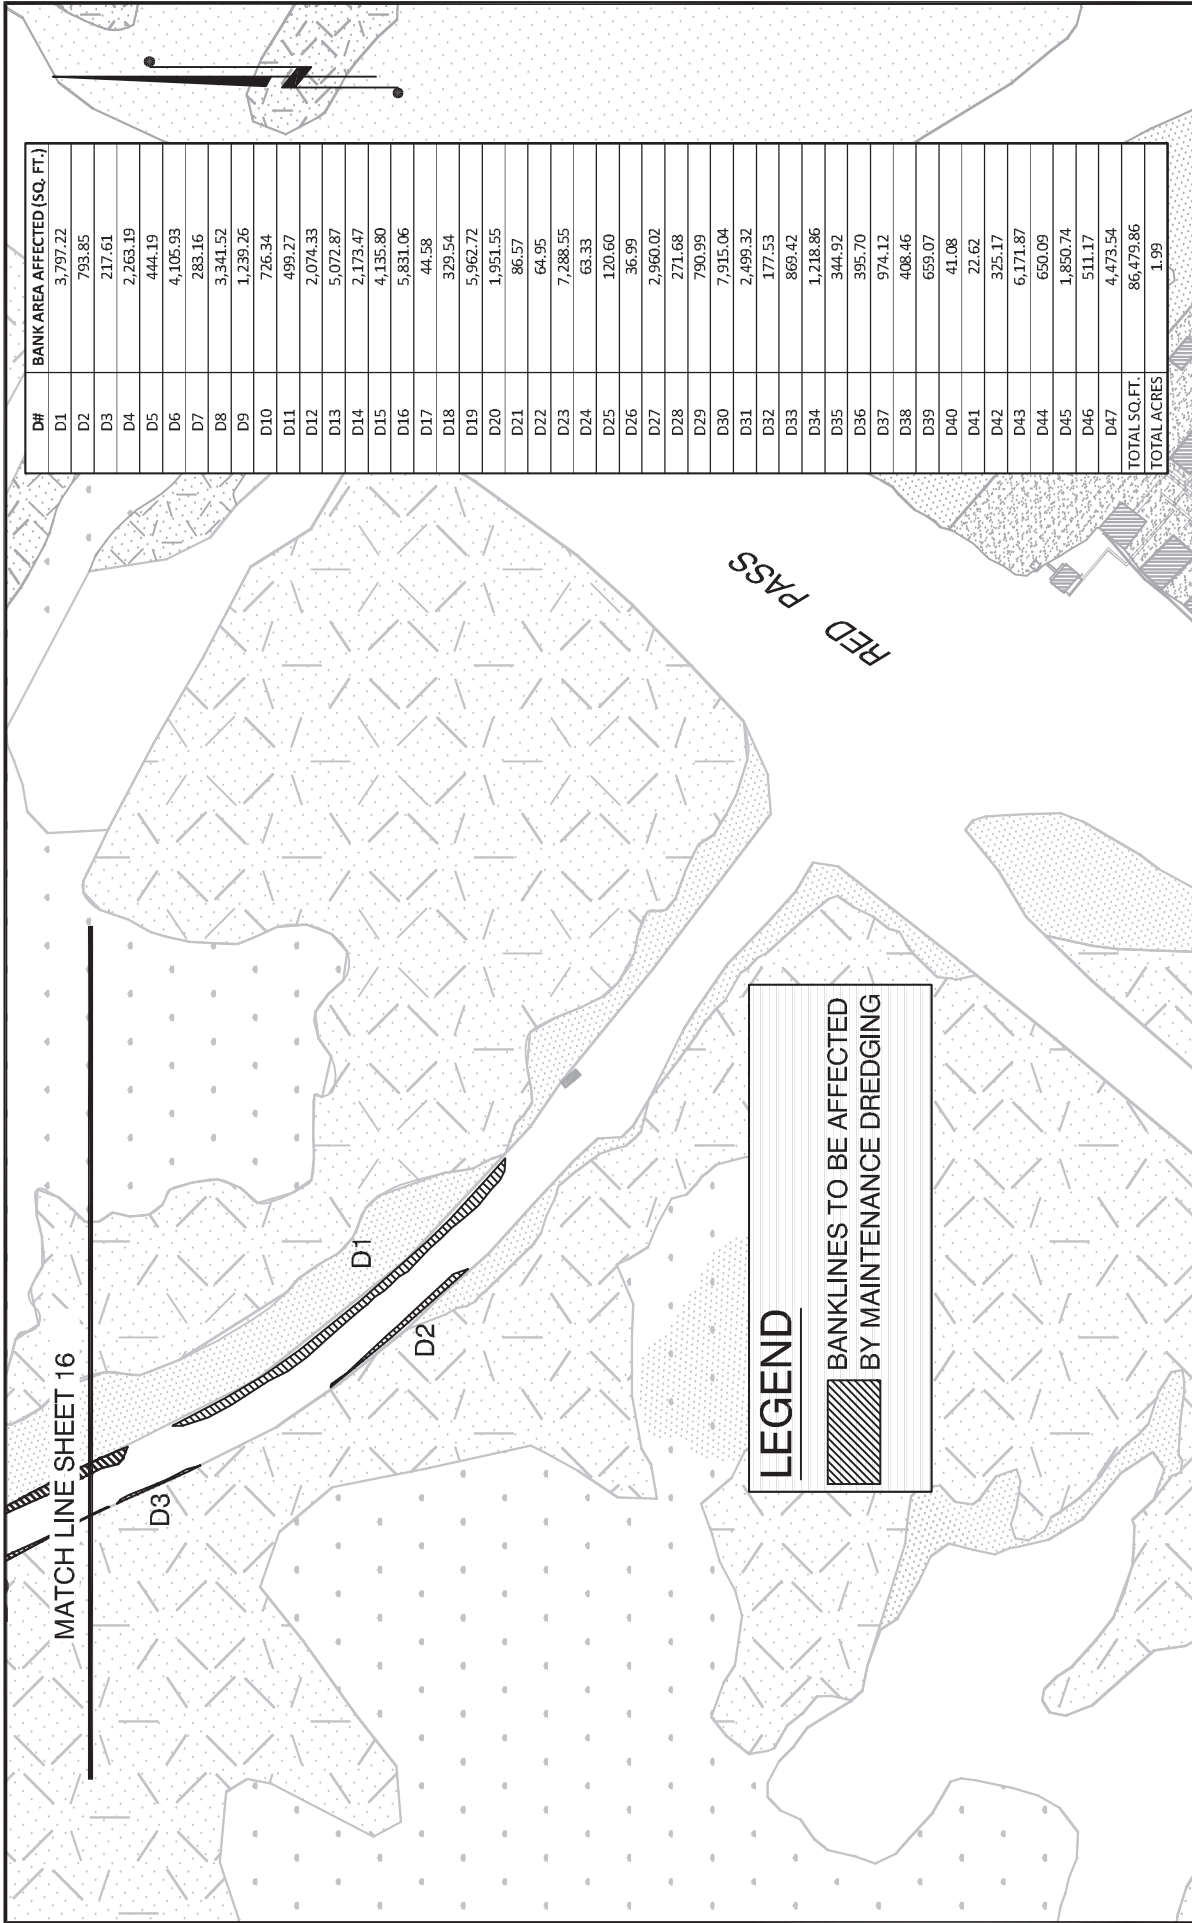 D# BANK AREA AFFECTED (SQ. FT.)
D1 3,797.22
D2 793.85
D3 217.61
D4 2,263.19
D5 444.19
D6 4,105.93
D7 283.16
D8 3,341.52
D9 1,239.26
D10 726.34
D11 499.27
D12 2,074.33
D13 5,072.87
D14 2,173.47
D15 4,135.80
D16 5,831.06
D17 44.58
D18 329.54
D19 5,962.72
D20 1,951.55
D21 86.57
D22 64.95
D23 7,288.55
D24 63.33
D25 120.60
D26 36.99
D27 2,960.02
D28 271.68
D29 790.99
D30 7,915.04
D31 2,499.32
D32 177.53
D33 869.42
D34 1,218.86
D35 344.92
D36 395.70
D37 974.12
D38 408.46
D39 659.07
D40 41.08
D41 22.62
D42 325.17
D43 6,171.87
D44 650.09
D45 1,850.74
D46 511.17
D47 4,473.54
TOTAL SQ.FT. 86,479.86
TOTAL ACRES 1.99
MATCH LINE SHEET 16
D3
D1
D2
RED PASS
LEGEND
BANKLINES TO BE AFFECTED
BY MAINTENANCE DREDGING